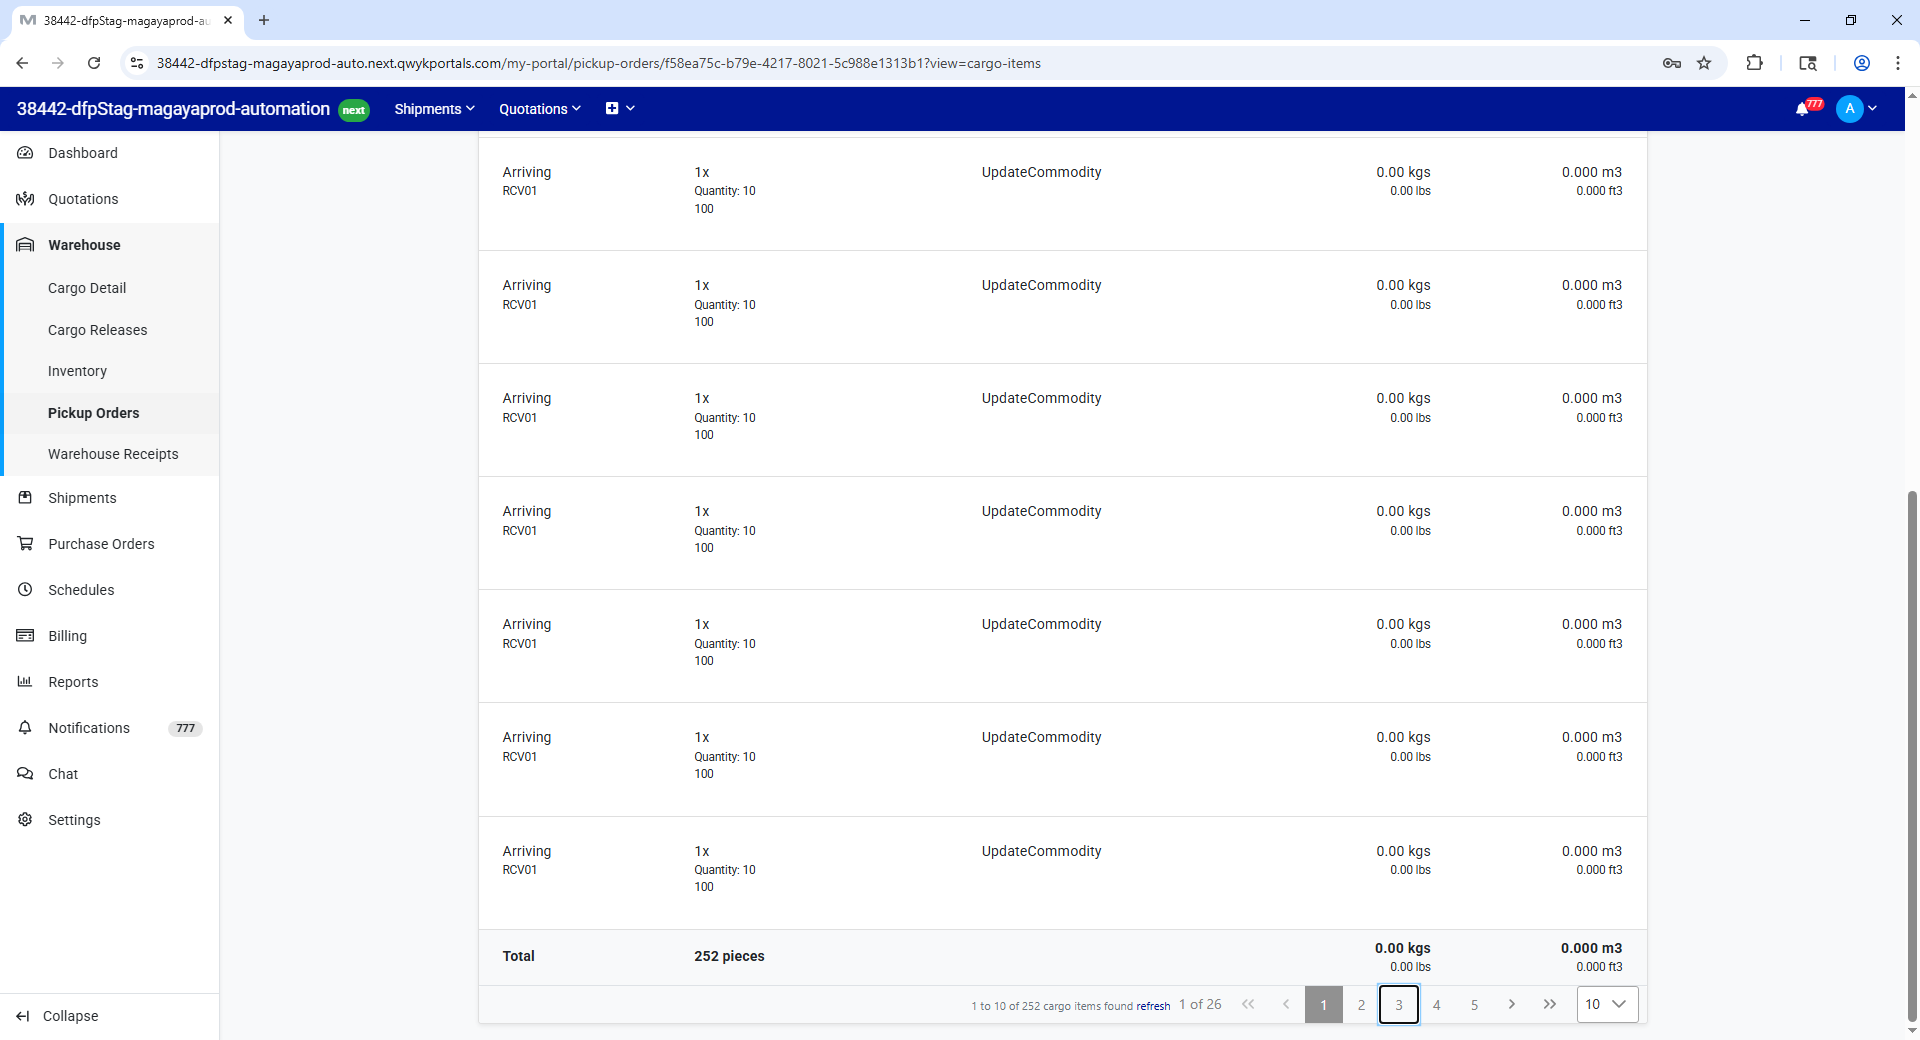 38442-dfpStag-magayaprod-au
38442-dfpstag-magayaprod-auto.next.qwykportals.com/my-portal/pickup-orders/f58ea75c-b79e-4217-8021-5c988e1313b1?view=cargo-items
38442-dfpStag-magayaprod-automation next Shipments Quotations 777 A
Dashboard
Quotations
Warehouse
Cargo Detail
Cargo Releases
Inventory
Pickup Orders
Warehouse Receipts
Shipments
Purchase Orders
Schedules
Billing
Reports
Notifications 777
Chat
Settings
Collapse
Arriving 1x UpdateCommodity 0.00 kgs 0.000 m3
RCV01 Quantity: 10 0.00 lbs 0.000 ft3
100
Arriving 1x UpdateCommodity 0.00 kgs 0.000 m3
RCV01 Quantity: 10 0.00 lbs 0.000 ft3
100
Arriving 1x UpdateCommodity 0.00 kgs 0.000 m3
RCV01 Quantity: 10 0.00 lbs 0.000 ft3
100
Arriving 1x UpdateCommodity 0.00 kgs 0.000 m3
RCV01 Quantity: 10 0.00 lbs 0.000 ft3
100
Arriving 1x UpdateCommodity 0.00 kgs 0.000 m3
RCV01 Quantity: 10 0.00 lbs 0.000 ft3
100
Arriving 1x UpdateCommodity 0.00 kgs 0.000 m3
RCV01 Quantity: 10 0.00 lbs 0.000 ft3
100
Arriving 1x UpdateCommodity 0.00 kgs 0.000 m3
RCV01 Quantity: 10 0.00 lbs 0.000 ft3
100
Total 252 pieces 0.00 kgs 0.000 m3
0.00 lbs 0.000 ft3
1 to 10 of 252 cargo items found refresh 1 of 26 1 2 3 4 5 10